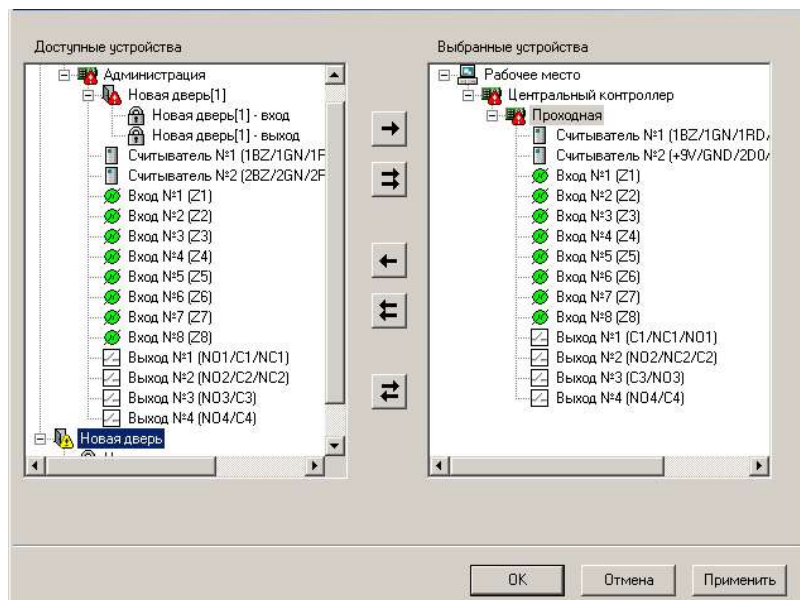 Доступные устройства
Администрация
Новая дверь[1]
Новая дверь[1] - вход
Новая дверь[1] - выход
Считыватель №1 (1BZ/1GN/1F
Считыватель №2 (2BZ/2GN/2F
Вход №1 (Z1)
Вход №2 (Z2)
Вход №3 (Z3)
Вход №4 (Z4)
Вход №5 (Z5)
Вход №6 (Z6)
Вход №7 (Z7)
Вход №8 (Z8)
Выход №1 (NO1/C1/NC1)
Выход №2 (NO2/C2/NC2)
Выход №3 (NO3/C3)
Выход №4 (NO4/C4)
Новая дверь
Выбранные устройства
Рабочее место
Центральный контроллер
Проходная
Считыватель №1 (1BZ/1GN/1RD/
Считыватель №2 (+9V/GND/2D0/
Вход №1 (Z1)
Вход №2 (Z2)
Вход №3 (Z3)
Вход №4 (Z4)
Вход №5 (Z5)
Вход №6 (Z6)
Вход №7 (Z7)
Вход №8 (Z8)
Выход №1 (C1/NC1/NO1)
Выход №2 (NO2/NC2/C2)
Выход №3 (C3/NO3)
Выход №4 (NO4/C4)
OK
Отмена
Применить